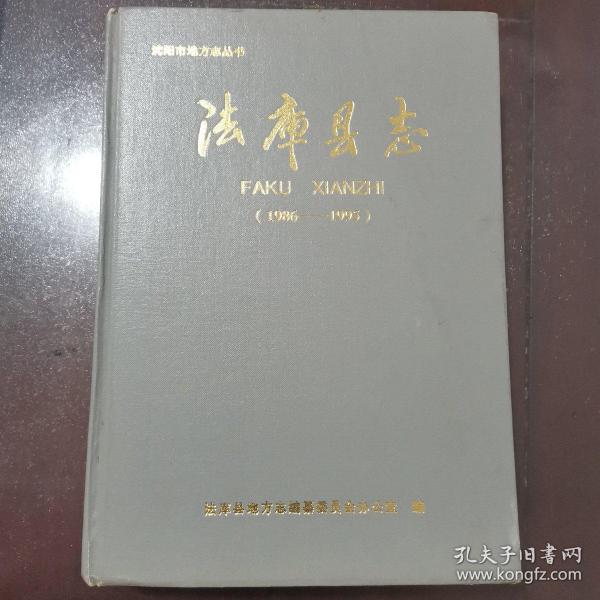 沈阳市地方志丛书
法库县志
FAKU XIANZHI
（1986——1995）
法库县地方志编纂委员会办公室 编
孔夫子旧书网
www.kongfz.com